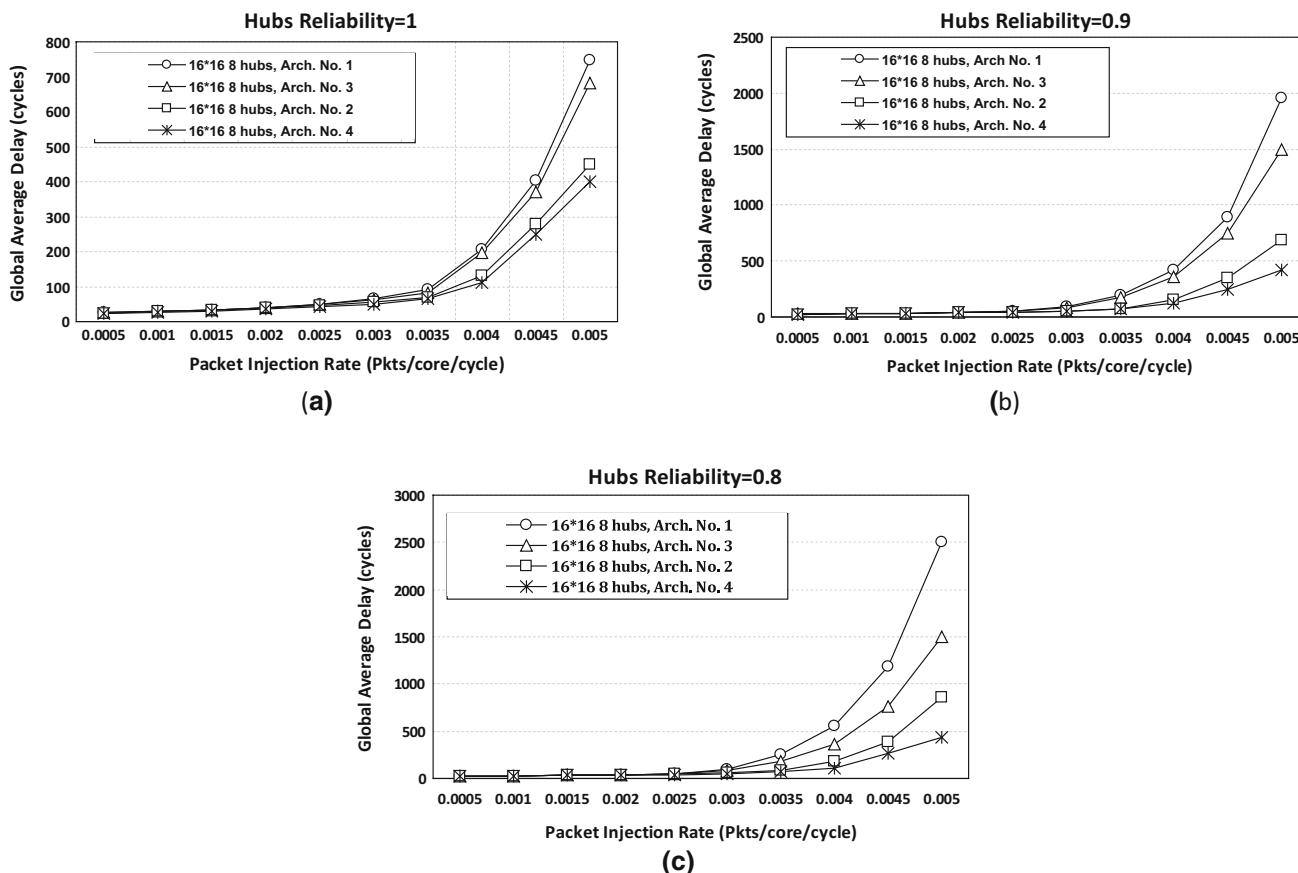 Hubs Reliability=1
Global Average Delay (cycles)
800
700
600
500
400
300
200
100
0
16*16 8 hubs, Arch. No. 1
16*16 8 hubs, Arch. No. 3
16*16 8 hubs, Arch. No. 2
16*16 8 hubs, Arch. No. 4
0.0005 0.001 0.0015 0.002 0.0025 0.003 0.0035 0.004 0.0045 0.005
Packet Injection Rate (Pkts/core/cycle)
(a)
Hubs Reliability=0.9
Global Average Delay (cycles)
2500
2000
1500
1000
500
0
16*16 8 hubs, Arch. No 1
16*16 8 hubs, Arch. No. 3
16*16 8 hubs, Arch. No. 2
16*16 8 hubs, Arch. No. 4
0.0005 0.001 0.0015 0.002 0.0025 0.003 0.0035 0.004 0.0045 0.005
Packet Injection Rate (Pkts/core/cycle)
(b)
Hubs Reliability=0.8
Global Average Delay (cycles)
3000
2500
2000
1500
1000
500
0
16*16 8 hubs, Arch. No. 1
16*16 8 hubs, Arch. No. 3
16*16 8 hubs, Arch. No. 2
16*16 8 hubs, Arch. No. 4
0.0005 0.001 0.0015 0.002 0.0025 0.003 0.0035 0.004 0.0045 0.005
Packet Injection Rate (Pkts/core/cycle)
(c)